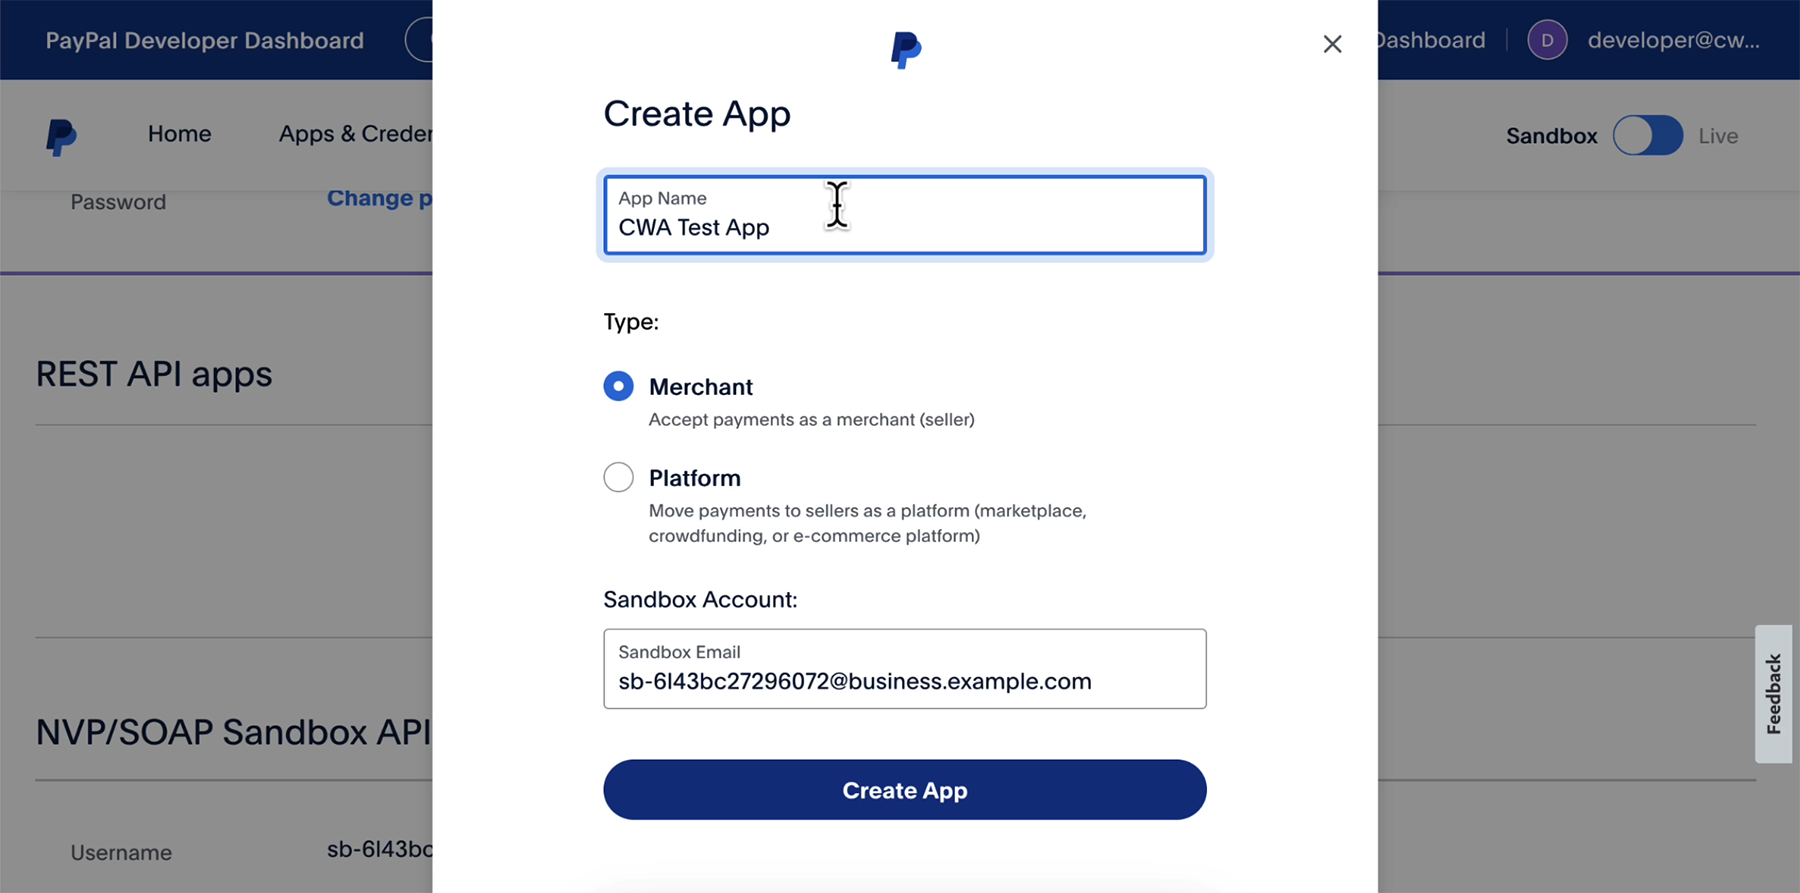 PayPal Developer Dashboard
Dashboard
D
developer@cw...
Home
Apps & Creder
Sandbox
Live
Password
Change p
REST API apps
NVP/SOAP Sandbox API
Username
sb-6l43bc
Create App
App Name
CWA Test App
Type:
Merchant
Accept payments as a merchant (seller)
Platform
Move payments to sellers as a platform (marketplace,
crowdfunding, or e-commerce platform)
Sandbox Account:
Sandbox Email
sb-6l43bc27296072@business.example.com
Create App
Feedback